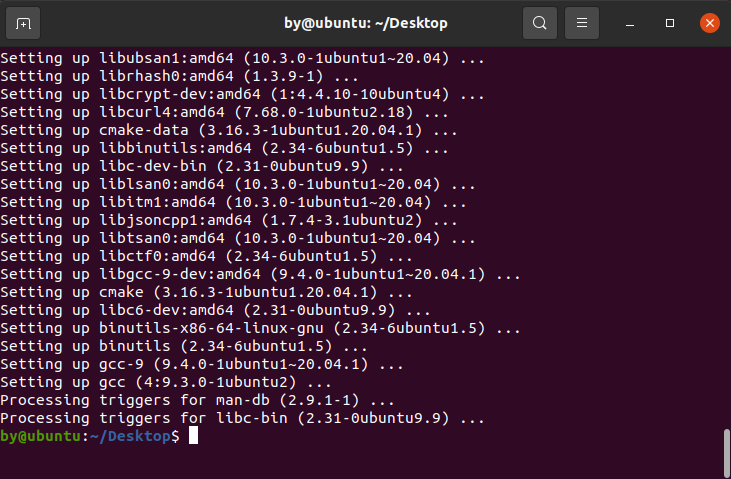 by@ubuntu: ~/Desktop
Setting up libubsan1:amd64 (10.3.0-1ubuntu1~20.04) ...
Setting up librhash0:amd64 (1.3.9-1) ...
Setting up libcrypt-dev:amd64 (1:4.4.10-10ubuntu4) ...
Setting up libcurl4:amd64 (7.68.0-1ubuntu2.18) ...
Setting up cmake-data (3.16.3-1ubuntu1.20.04.1) ...
Setting up libbinutils:amd64 (2.34-6ubuntu1.5) ...
Setting up libc-dev-bin (2.31-0ubuntu9.9) ...
Setting up liblsan0:amd64 (10.3.0-1ubuntu1~20.04) ...
Setting up libitm1:amd64 (10.3.0-1ubuntu1~20.04) ...
Setting up libjsoncpp1:amd64 (1.7.4-3.1ubuntu2) ...
Setting up libtsan0:amd64 (10.3.0-1ubuntu1~20.04) ...
Setting up libctf0:amd64 (2.34-6ubuntu1.5) ...
Setting up libgcc-9-dev:amd64 (9.4.0-1ubuntu1~20.04.1) ...
Setting up cmake (3.16.3-1ubuntu1.20.04.1) ...
Setting up libc6-dev:amd64 (2.31-0ubuntu9.9) ...
Setting up binutils-x86-64-linux-gnu (2.34-6ubuntu1.5) ...
Setting up binutils (2.34-6ubuntu1.5) ...
Setting up gcc-9 (9.4.0-1ubuntu1~20.04.1) ...
Setting up gcc (4:9.3.0-1ubuntu2) ...
Processing triggers for man-db (2.9.1-1) ...
Processing triggers for libc-bin (2.31-0ubuntu9.9) ...
by@ubuntu:~/Desktop$